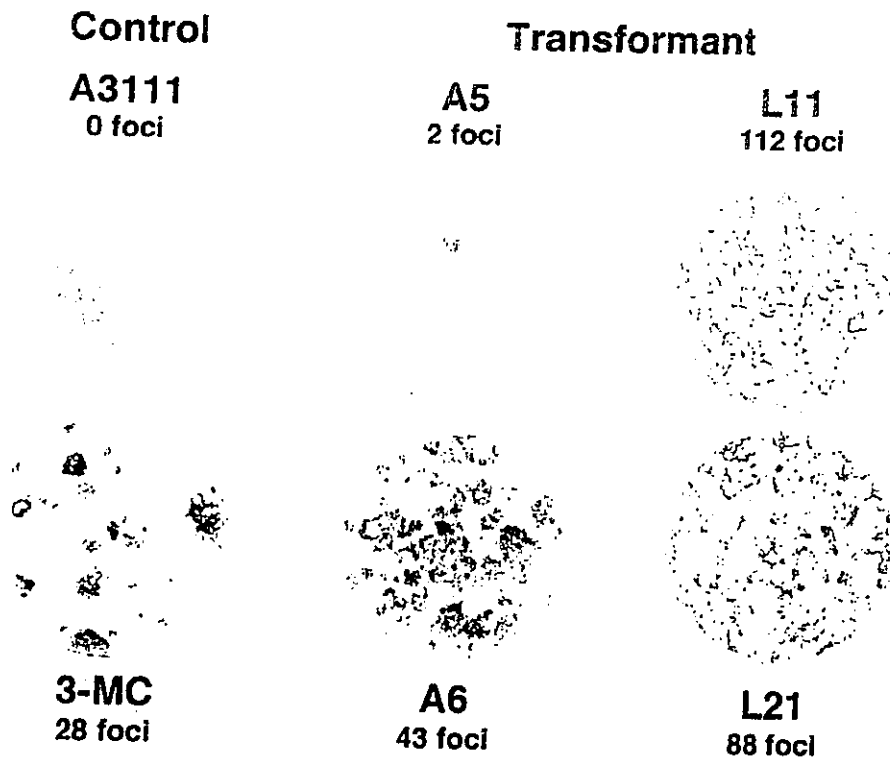 Control
Transformant
A3111
0 foci
A5
2 foci
L11
112 foci
3-MC
28 foci
A6
43 foci
L21
88 foci